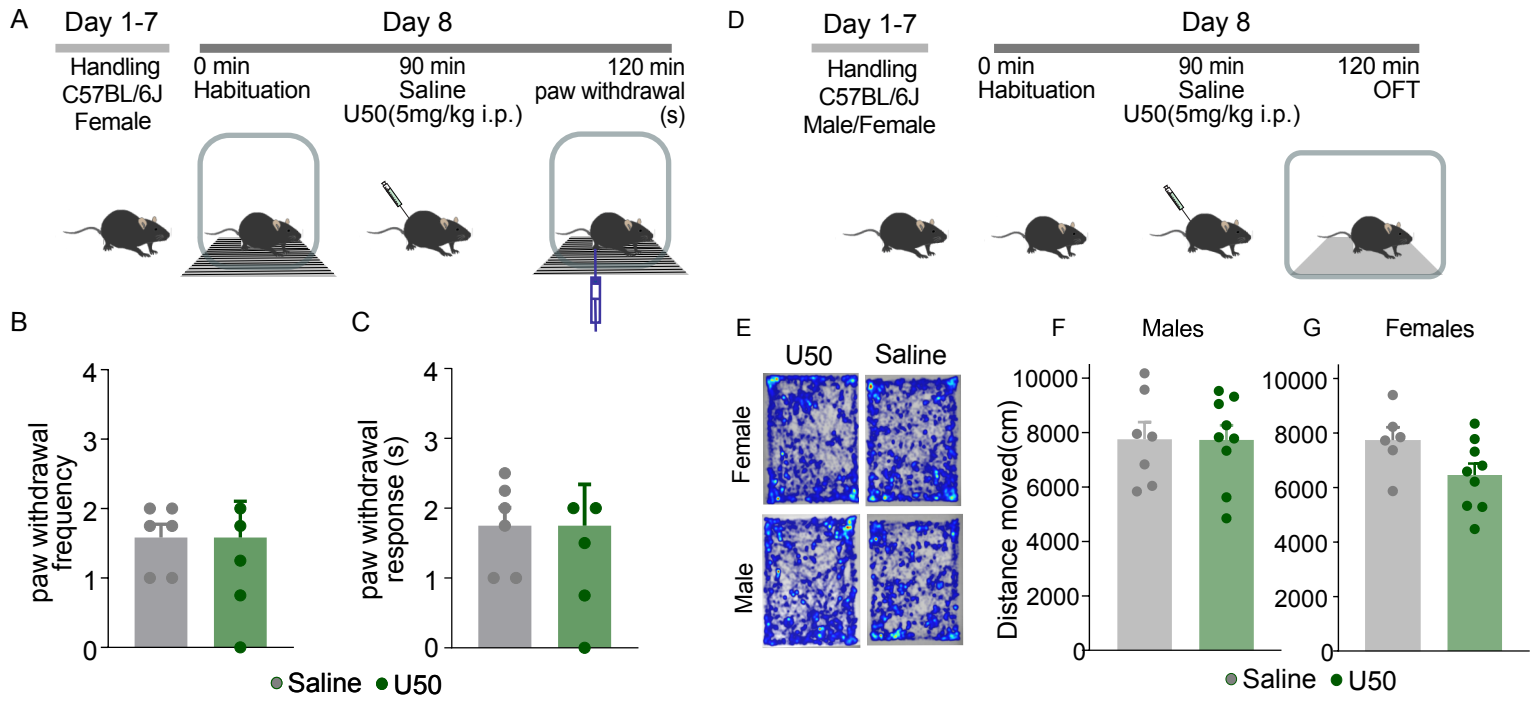 A
Day 1-7
Day 8
Handling
C57BL/6J
Female
0 min
Habituation
90 min
Saline
U50(5mg/kg i.p.)
120 min
paw withdrawal
(s)
D
Day 1-7
Day 8
Handling
C57BL/6J
Male/Female
0 min
Habituation
90 min
Saline
U50(5mg/kg i.p.)
120 min
OFT
B
paw withdrawal
frequency
4
3
2
1
0
C
paw withdrawal
response (s)
4
3
2
1
0
Saline
U50
E
U50
Saline
Female
Male
F
Males
Distance moved(cm)
10000
8000
6000
4000
2000
0
G
Females
10000
8000
6000
4000
2000
0
Saline
U50